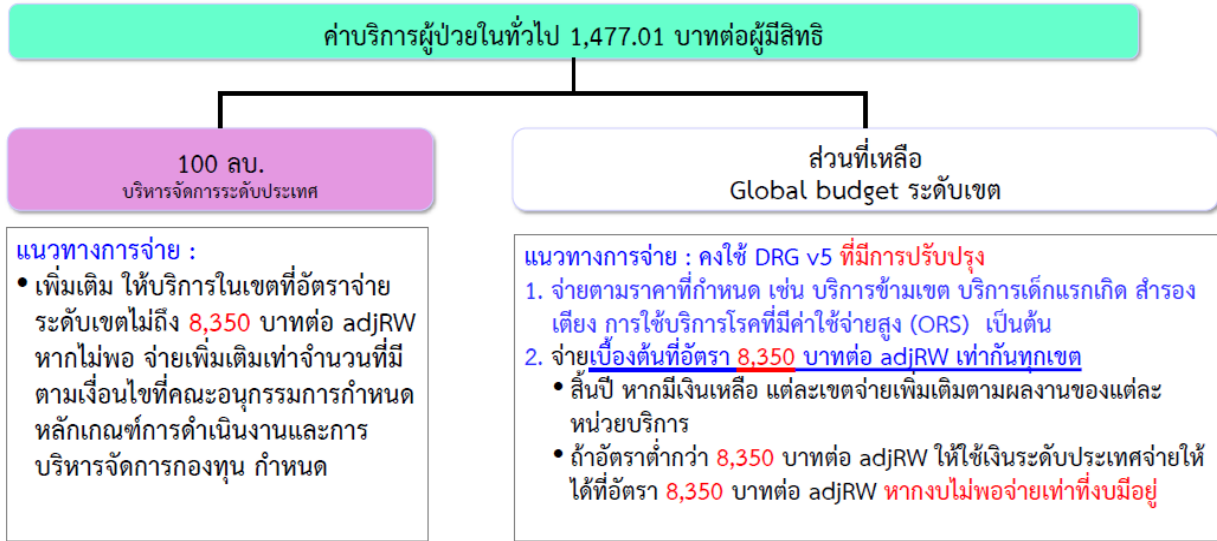 ค่าบริการผู้ป่วยในทั่วไป 1,477.01 บาทต่อผู้มีสิทธิ
100 ลบ.
บริหารจัดการระดับประเทศ
ส่วนที่เหลือ
Global budget ระดับเขต
แนวทางการจ่าย :
• เพิ่มเติม ให้บริการในเขตที่อัตราจ่าย
ระดับเขตไม่ถึง 8,350 บาทต่อ adjRW
หากไม่พอ จ่ายเพิ่มเติมเท่าจำนวนที่มี
ตามเงื่อนไขที่คณะอนุกรรมการกำหนด
หลักเกณฑ์การดำเนินงานและการ
บริหารจัดการกองทุน กำหนด
แนวทางการจ่าย : คงใช้ DRG v5 ที่มีการปรับปรุง
1. จ่ายตามราคาที่กำหนด เช่น บริการข้ามเขต บริการเด็กแรกเกิด สำรอง
เตียง การใช้บริการโรคที่มีค่าใช้จ่ายสูง (ORS) เป็นต้น
2. จ่ายเบื้องต้นที่อัตรา 8,350 บาทต่อ adjRW เท่ากันทุกเขต
• สิ้นปี หากมีเงินเหลือ แต่ละเขตจ่ายเพิ่มเติมตามผลงานของแต่ละ
หน่วยบริการ
• ถ้าอัตราต่ำกว่า 8,350 บาทต่อ adjRW ให้ใช้เงินระดับประเทศจ่ายให้
ได้ที่อัตรา 8,350 บาทต่อ adjRW หากงบไม่พอจ่ายเท่าที่งบมีอยู่